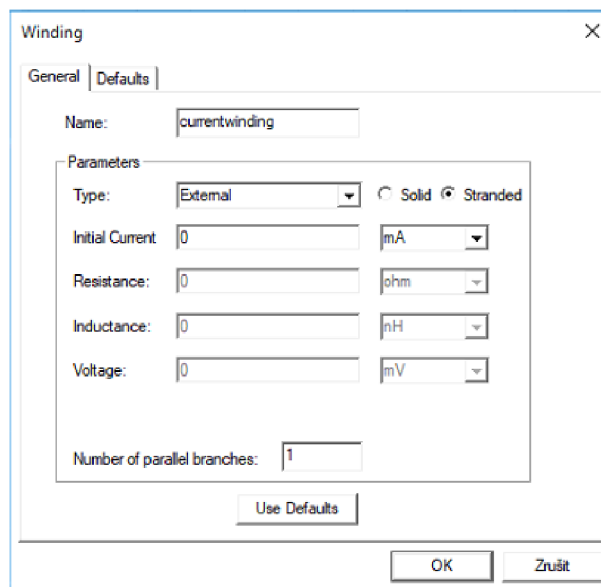 Winding
General Defaults
Name: currentwinding
Parameters
Type: External Solid Stranded
Initial Current 0 mA
Resistance: 0 ohm
Inductance: 0 nH
Voltage: 0 mV
Number of parallel branches: 1
Use Defaults
OK Zrušit